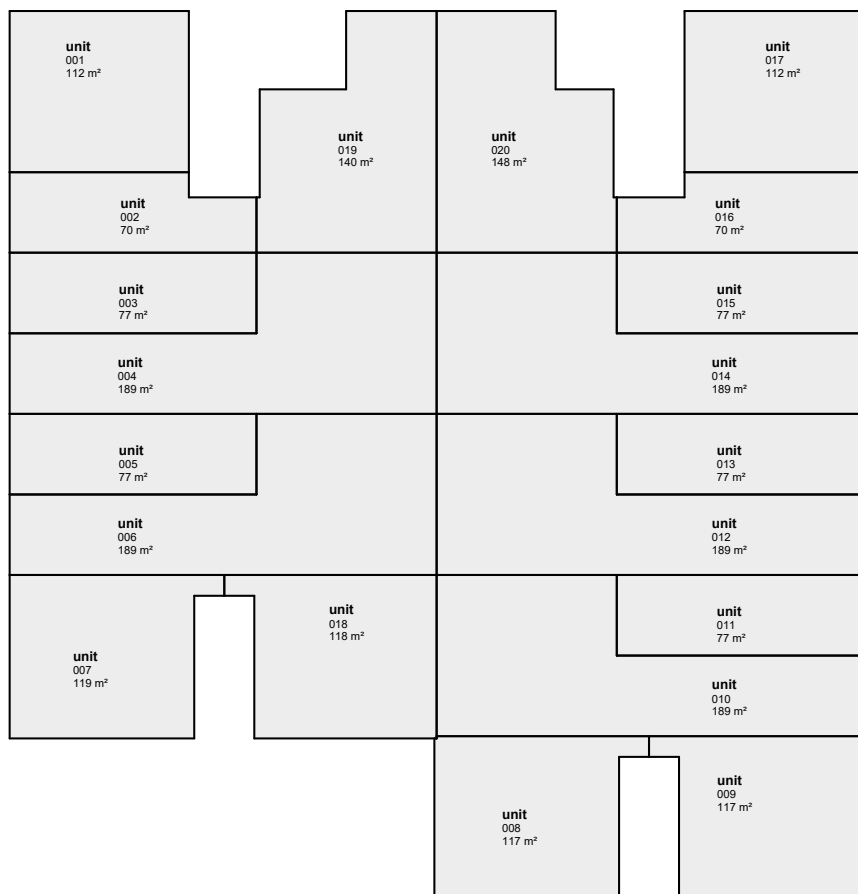 unit
001
112 m²
unit
017
112 m²
unit
019
140 m²
unit
020
148 m²
unit
002
70 m²
unit
016
70 m²
unit
003
77 m²
unit
015
77 m²
unit
004
189 m²
unit
014
189 m²
unit
005
77 m²
unit
013
77 m²
unit
006
189 m²
unit
012
189 m²
unit
018
118 m²
unit
011
77 m²
unit
007
119 m²
unit
010
189 m²
unit
009
117 m²
unit
008
117 m²